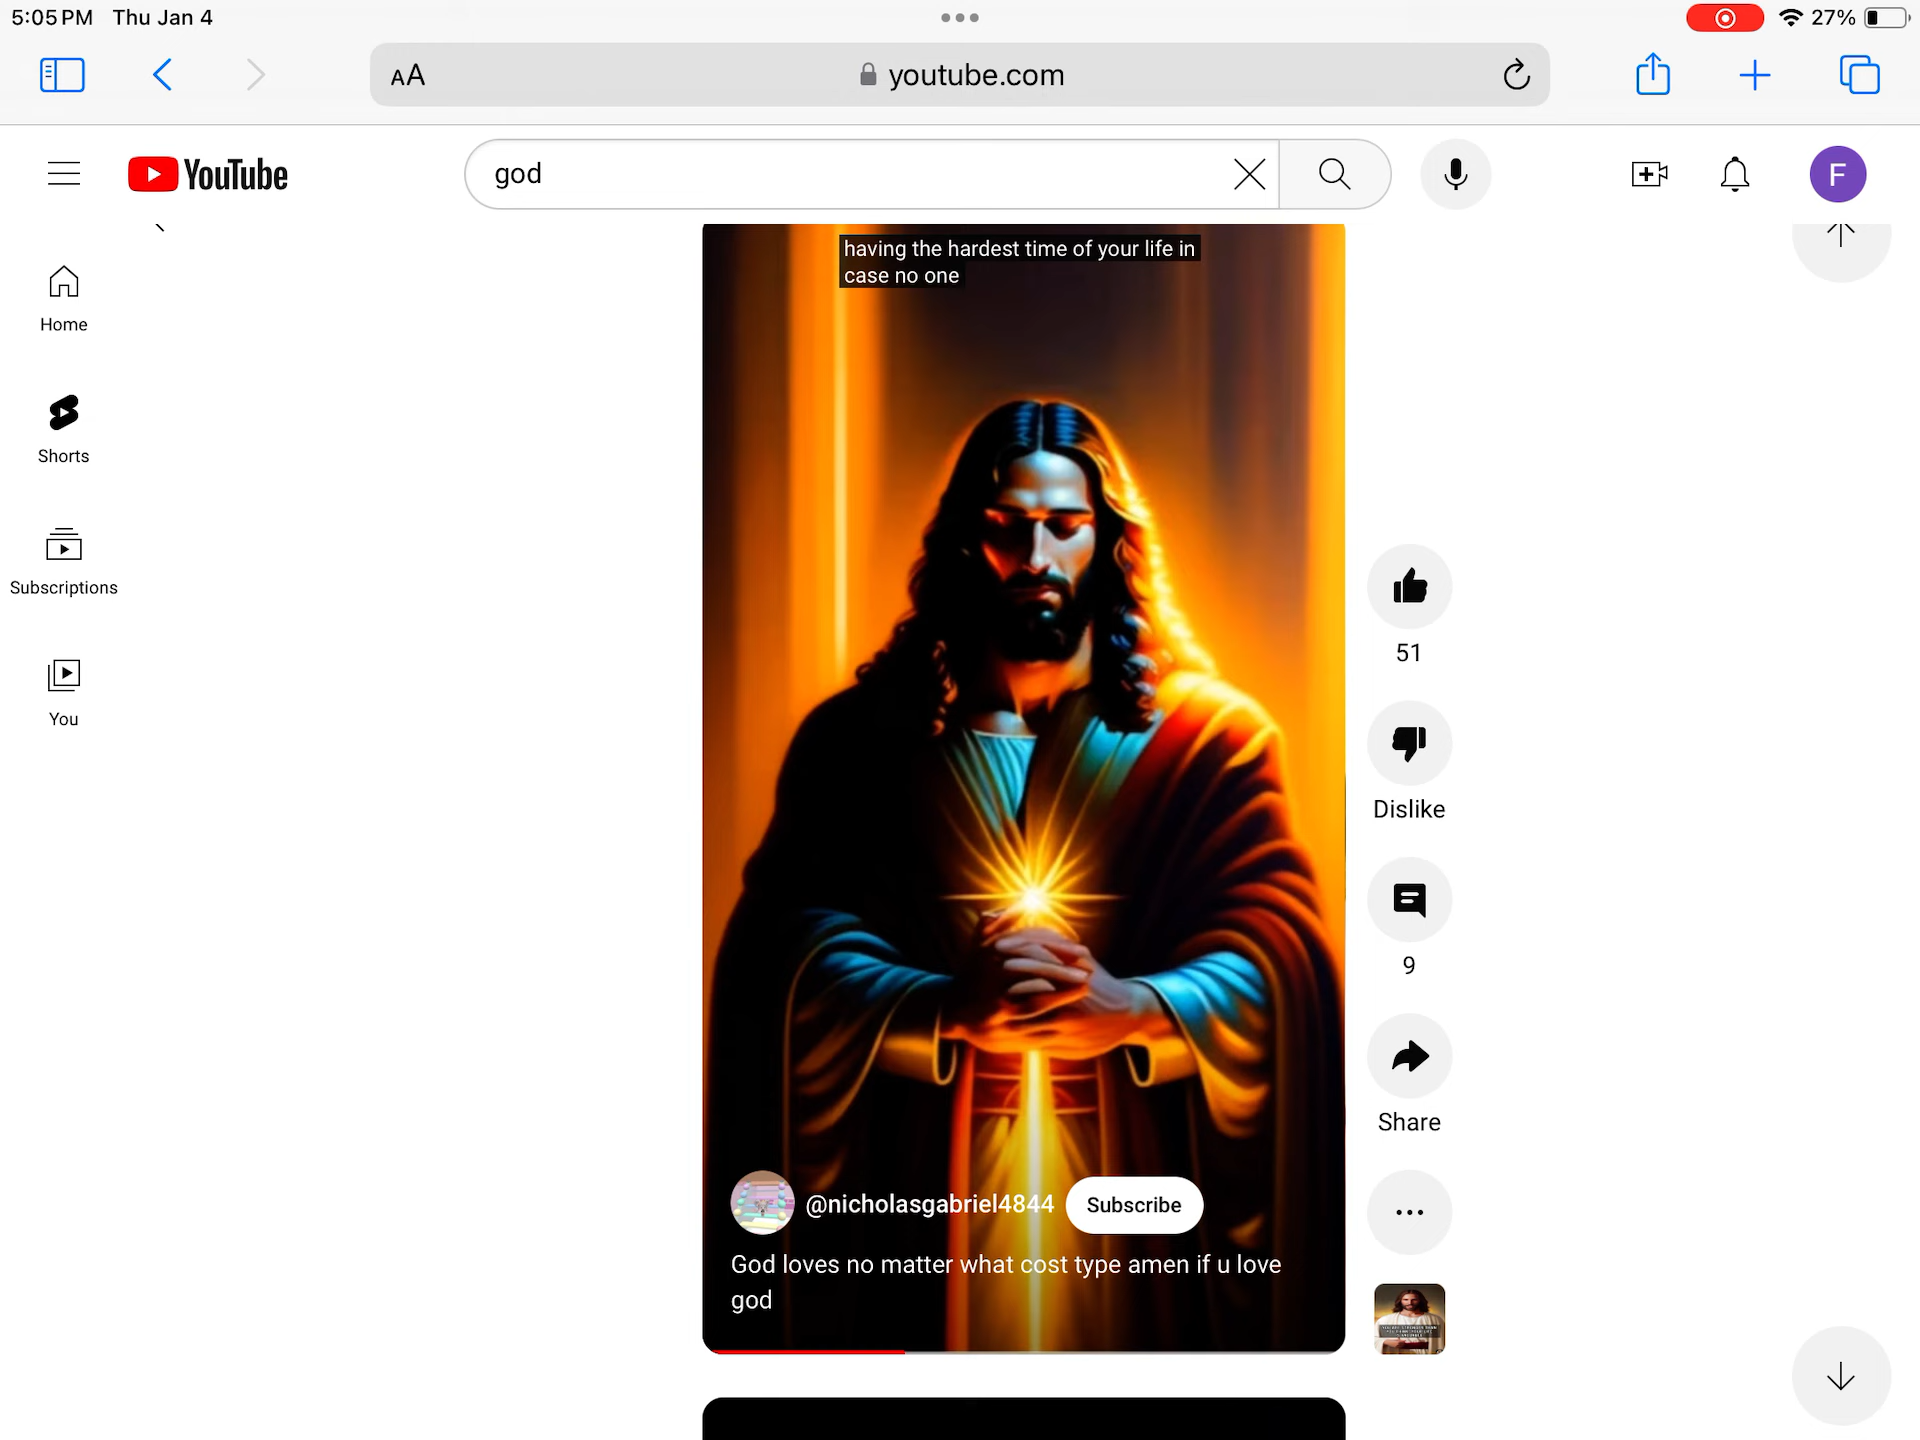 5:05 PM Thu Jan 4
27%
AA
youtube.com
YouTube
god
F
having the hardest time of your life in
case no one
Home
Shorts
Subscriptions
You
51
Dislike
9
Share
@nicholasgabriel4844
Subscribe
God loves no matter what cost type amen if u love
god